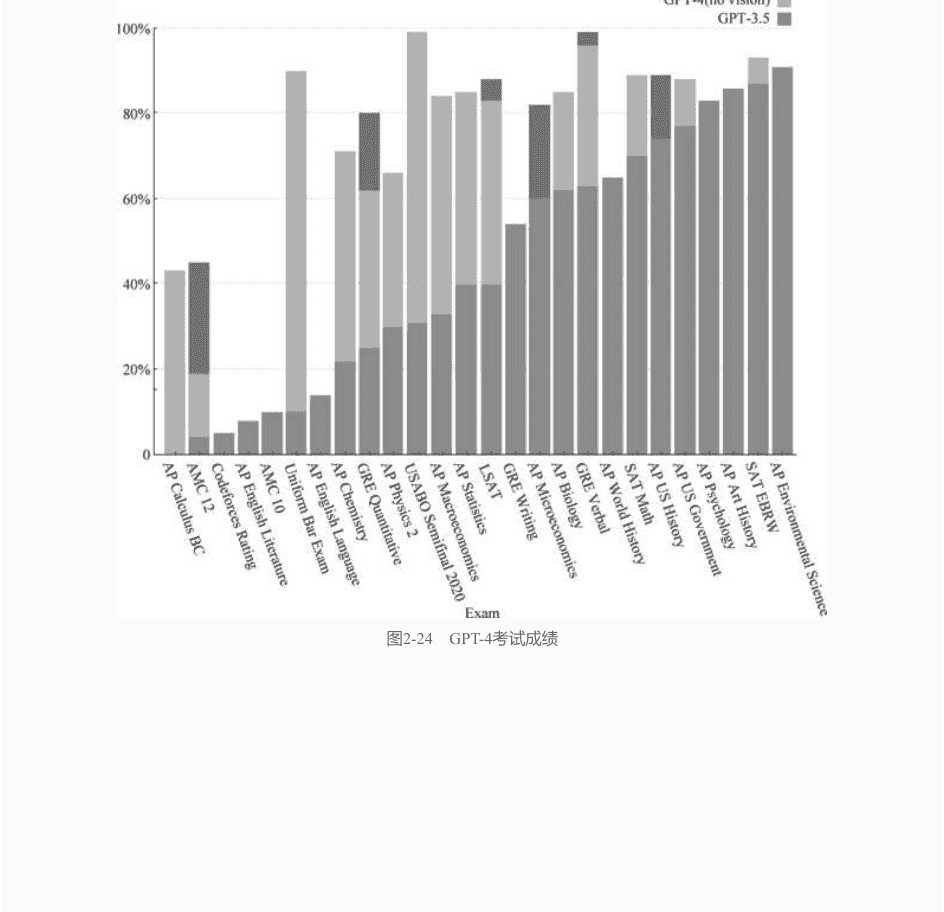 GPT-4(no vision)
GPT-3.5
100%
80%
60%
40%
20%
0
AP Calculus BC
AMC 12
Codeforces Rating
AP English Literature
AMC 10
Uniform Bar Exam
AP English Language
AP Chemistry
GRE Quantitative
AP Physics 2
USABO Semifinal 2020
AP Macroeconomics
AP Statistics
LSAT
GRE Writing
AP Microeconomics
AP Biology
GRE Verbal
AP World History
SAT Math
AP US History
AP US Government
AP Psychology
AP Art History
SAT EBRW
AP Environmental Science
Exam
图2-24 GPT-4考试成绩